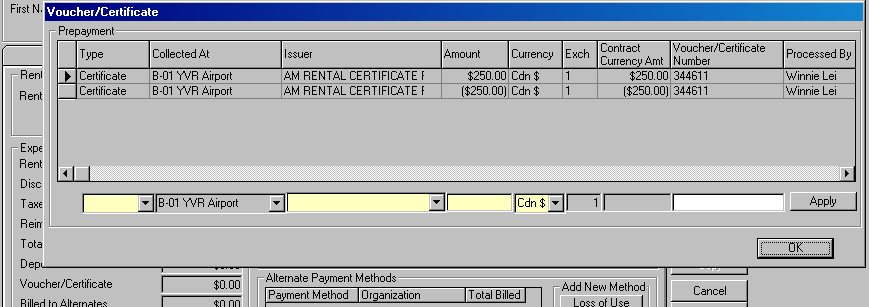 First N
Voucher/Certificate
Prepayment
Type Collected At Issuer Amount Currency Exch Contract Currency Amt Voucher/Certificate Number Processed By
Certificate B-01 YVR Airport AM RENTAL CERTIFICATE $250.00 Cdn $ 1 $250.00 344611 Winnie Lei
Certificate B-01 YVR Airport AM RENTAL CERTIFICATE ($250.00) Cdn $ ($250.00) 344611 Winnie Lei
B-01 YVR Airport Cdn $ 1 Apply
OK
Rent
Rent
Expe
Rent
Disc
Taxe
Reim
Tota
Depo
Voucher/Certificate $0.00
Billed to Alternates $0.00
Alternate Payment Methods
Payment Method Organization Total Billed
Add New Method
Loss of Use
Cancel